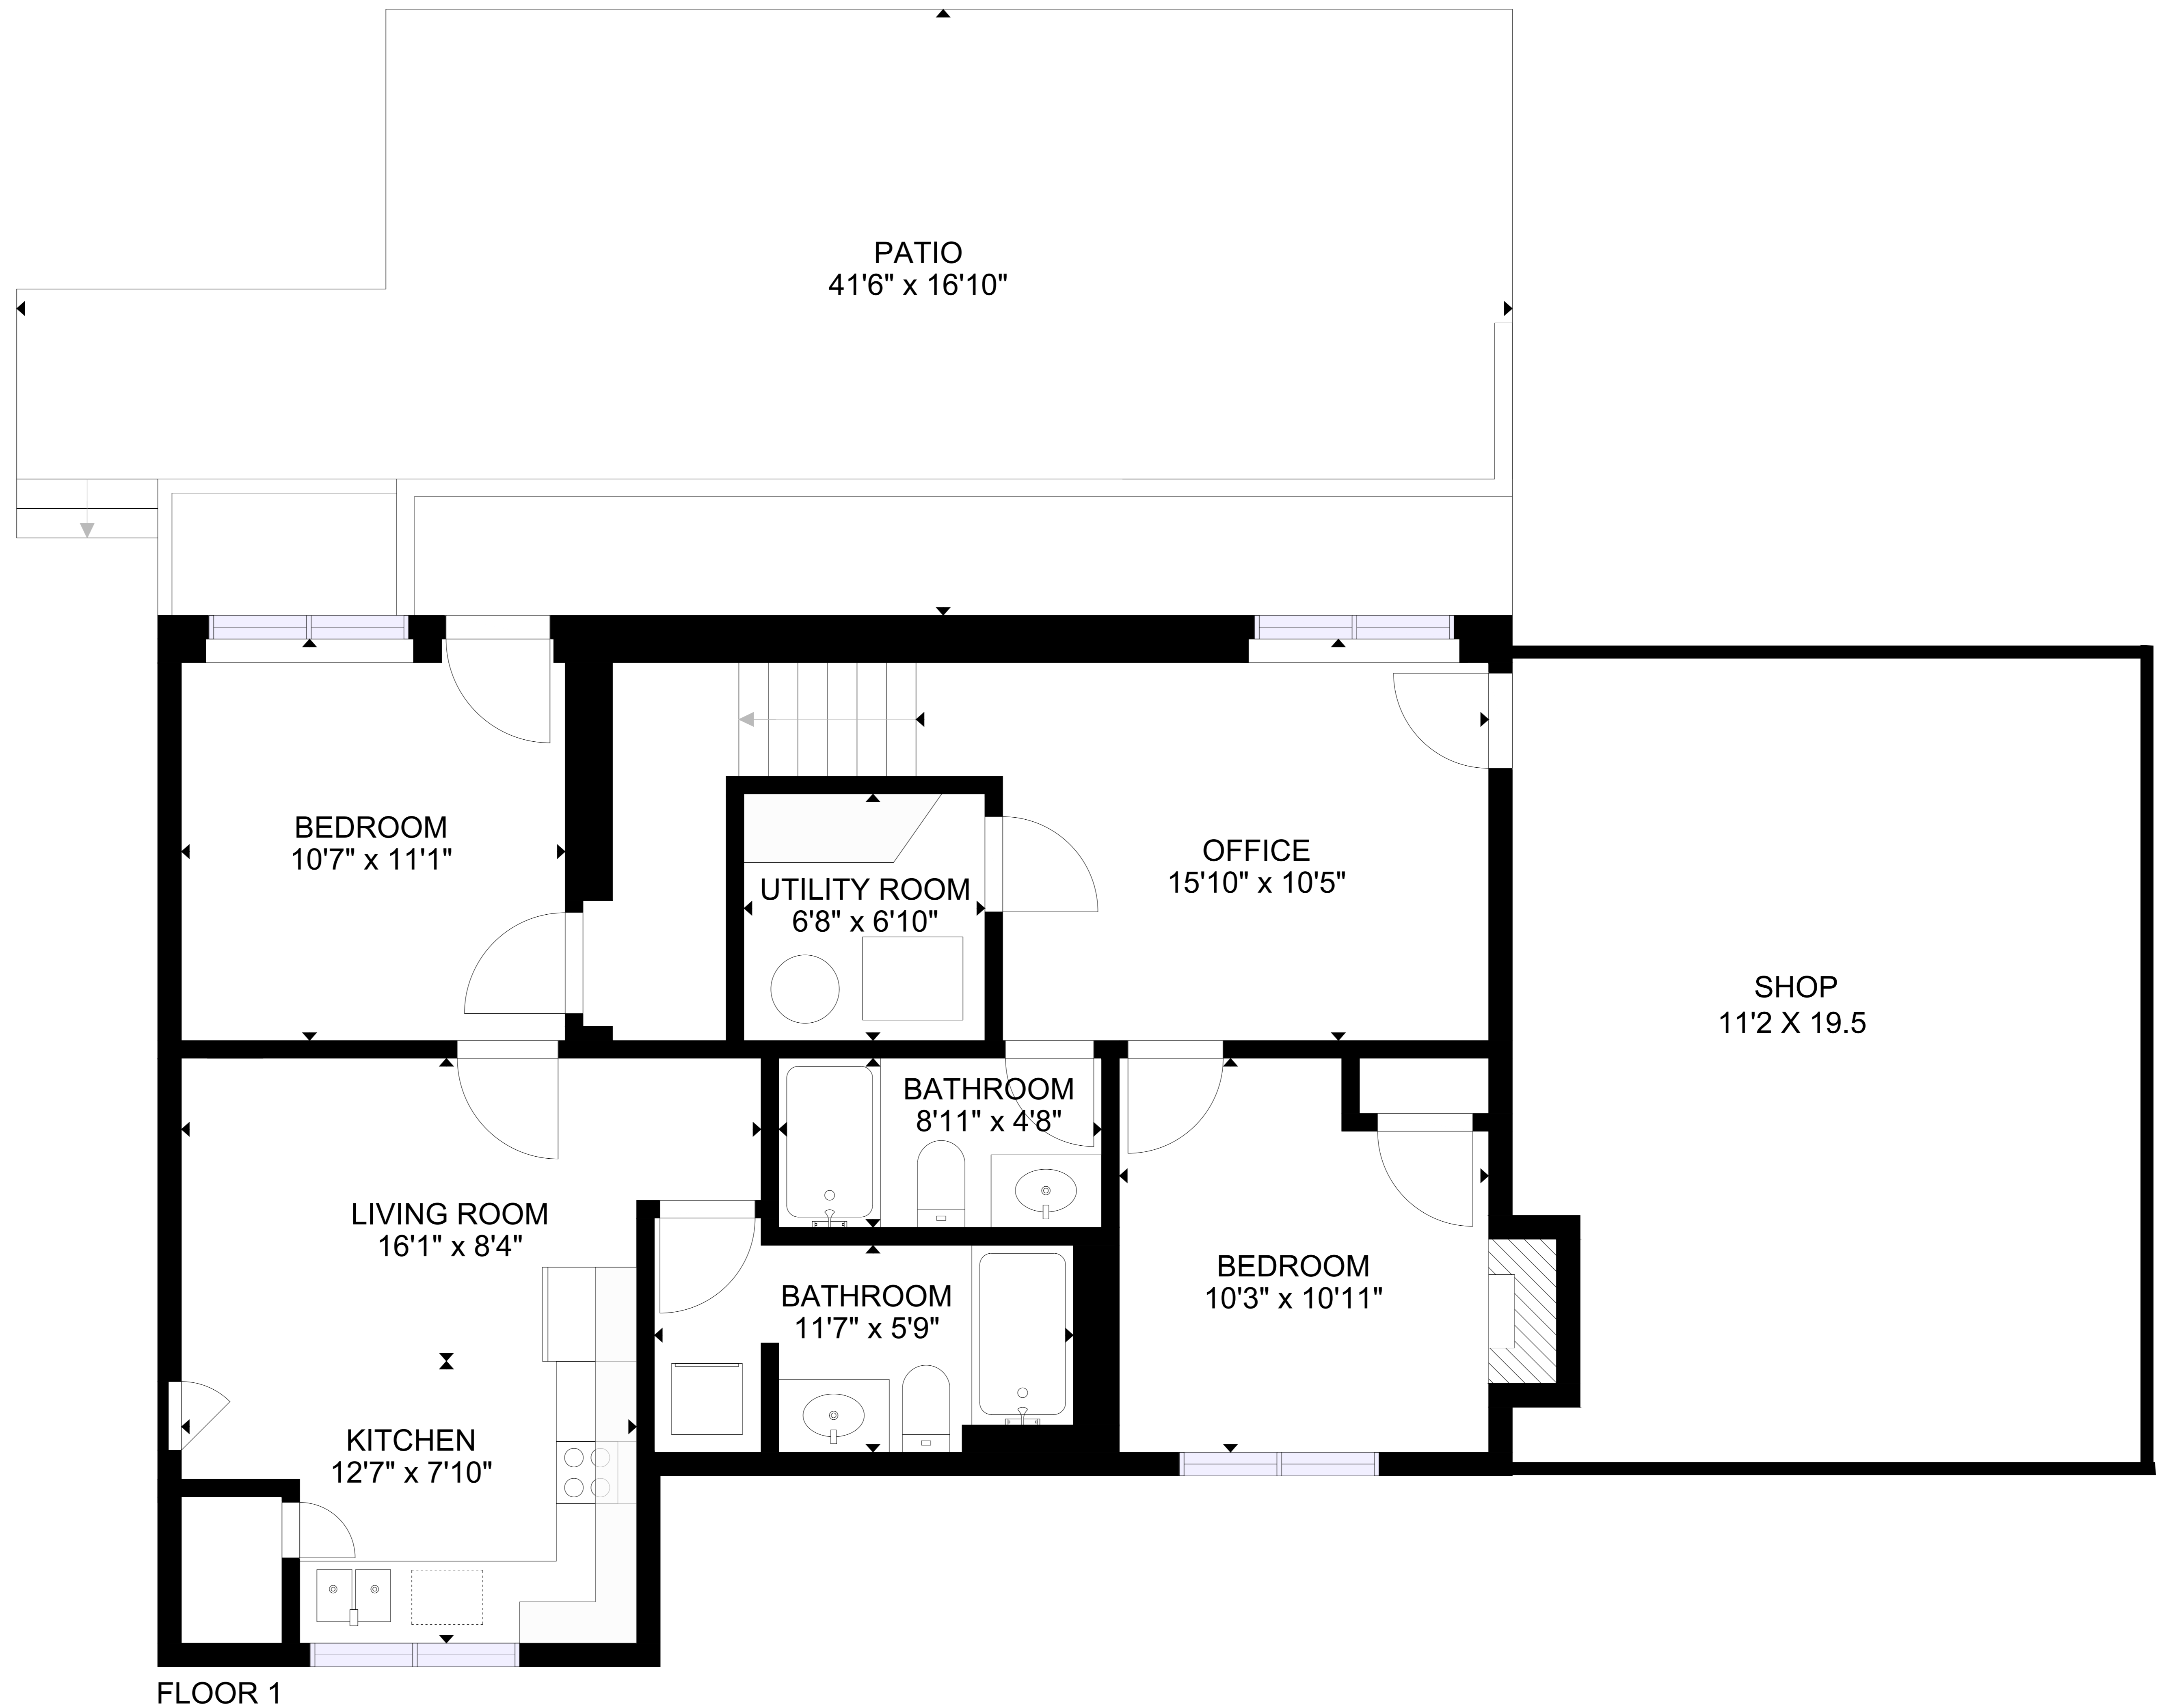 PATIO
41'6" x 16'10"
BEDROOM
10'7" x 11'1"
OFFICE
15'10" x 10'5"
UTILITY ROOM
6'8" x 6'10"
SHOP
11'2 X 19.5
BATHROOM
8'11" x 4'8"
LIVING ROOM
16'1" x 8'4"
BEDROOM
10'3" x 10'11"
BATHROOM
11'7" x 5'9"
KITCHEN
12'7" x 7'10"
FLOOR 1